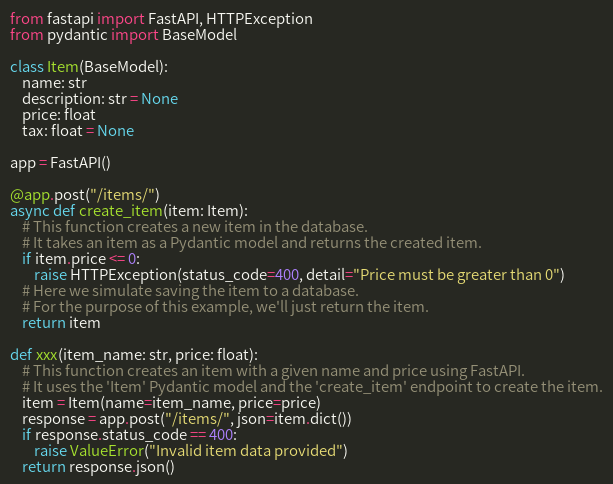 from fastapi import FastAPI, HTTPException
from pydantic import BaseModel

class Item(BaseModel):
    name: str
    description: str = None
    price: float
    tax: float = None

app = FastAPI()

@app.post("/items/")
async def create_item(item: Item):
    # This function creates a new item in the database.
    # It takes an item as a Pydantic model and returns the created item.
    if item.price <= 0:
        raise HTTPException(status_code=400, detail="Price must be greater than 0")
    # Here we simulate saving the item to a database.
    # For the purpose of this example, we'll just return the item.
    return item

def xxx(item_name: str, price: float):
    # This function creates an item with a given name and price using FastAPI.
    # It uses the 'Item' Pydantic model and the 'create_item' endpoint to create the item.
    item = Item(name=item_name, price=price)
    response = app.post("/items/", json=item.dict())
    if response.status_code == 400:
        raise ValueError("Invalid item data provided")
    return response.json()